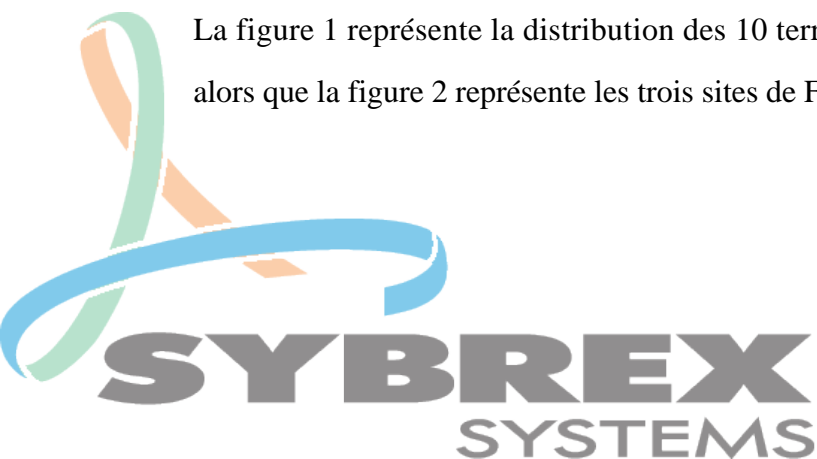 La figure 1 représente la distribution des 10 terr
alors que la figure 2 représente les trois sites de F
SYBREX
SYSTEMS